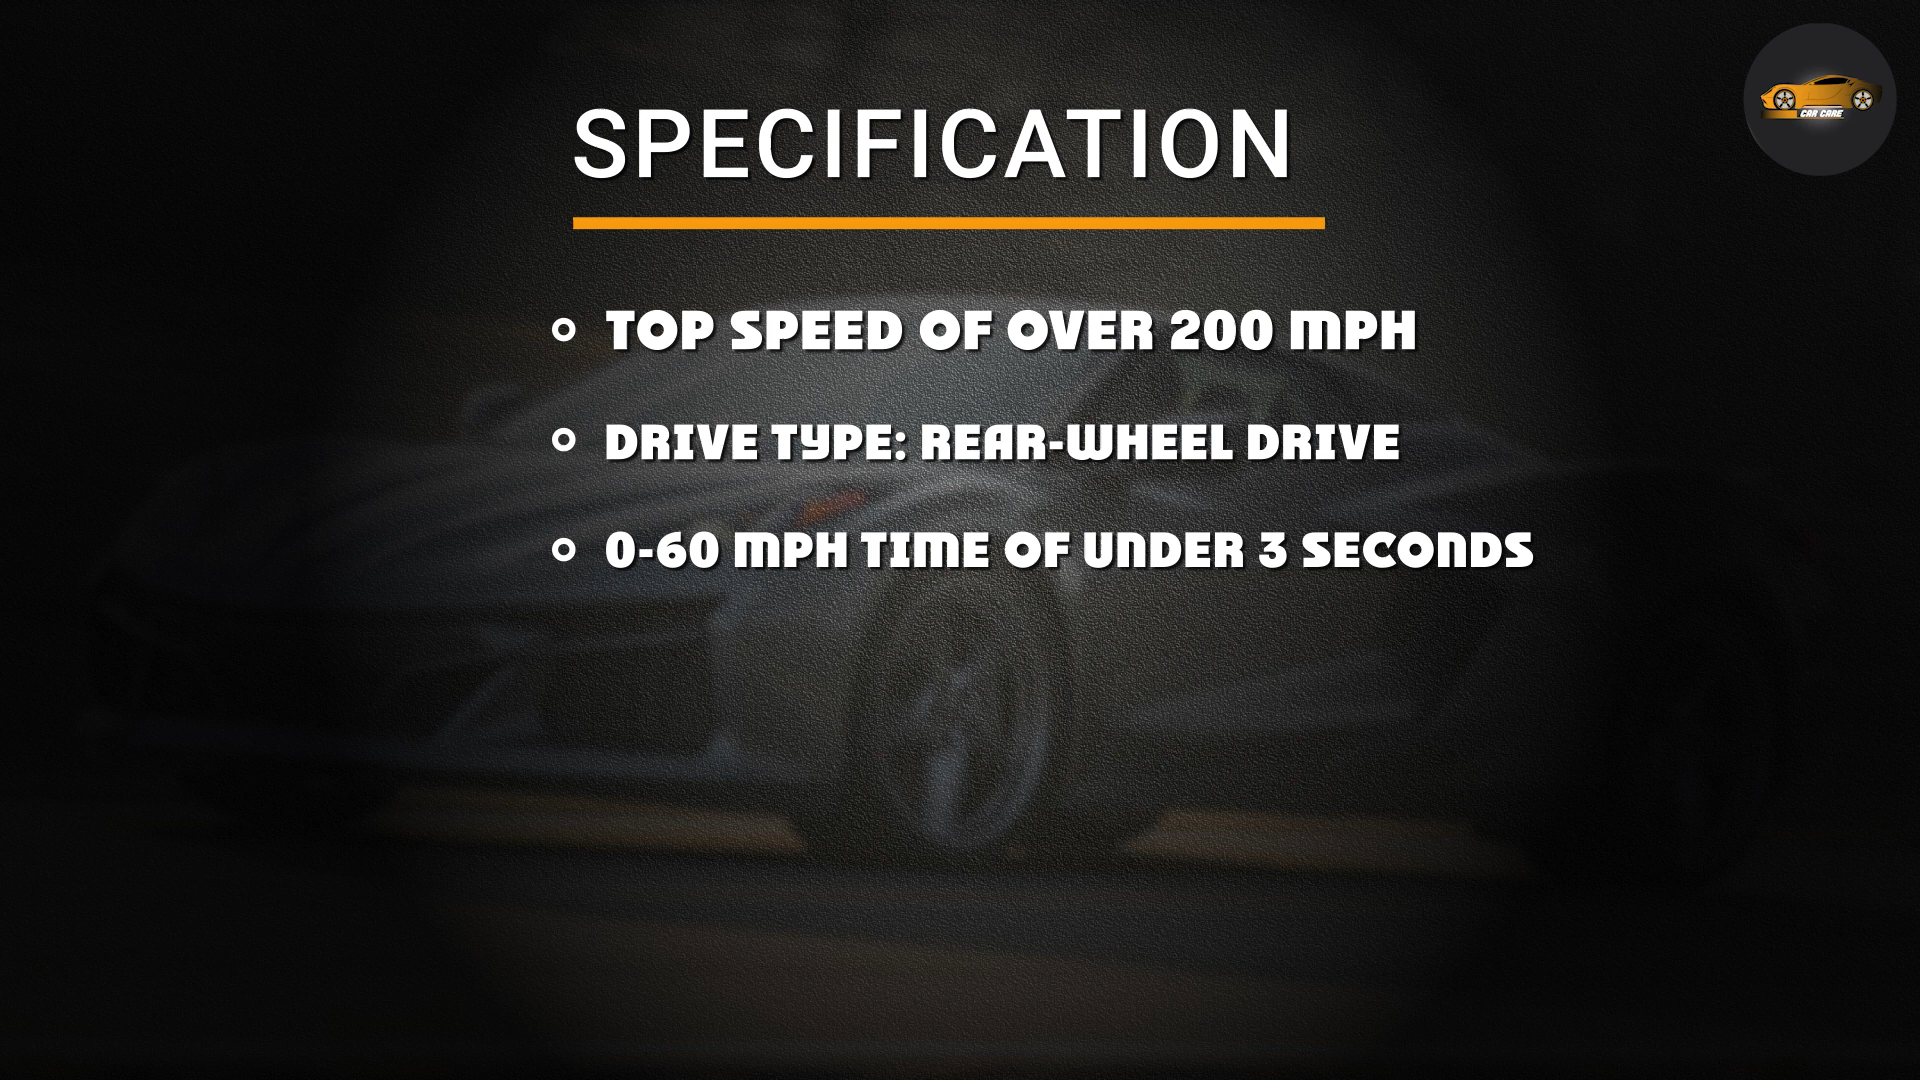 CAR CARE
SPECIFICATION
TOP SPEED OF OVER 200 MPH
DRIVE TYPE: REAR-WHEEL DRIVE
0-60 MPH TIME OF UNDER 3 SECONDS